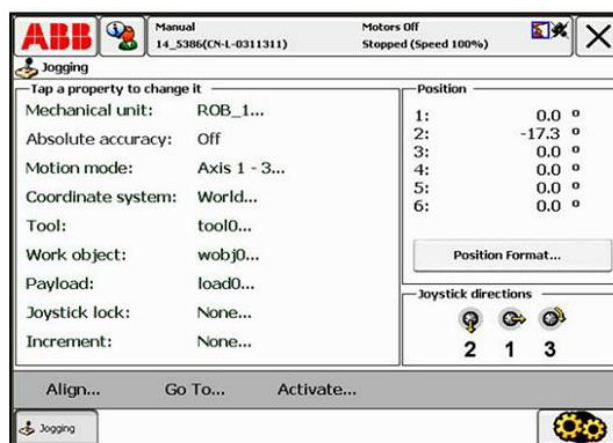 ABB
Manual
14_5386(CN-L-0311311)
Motors Off
Stopped (Speed 100%)
Jogging
Tap a property to change it
Mechanical unit: ROB_1...
Absolute accuracy: Off
Motion mode: Axis 1 - 3...
Coordinate system: World...
Tool: tool0...
Work object: wobj0...
Payload: load0...
Joystick lock: None...
Increment: None...
Position
1: 0.0 º
2: -17.3 º
3: 0.0 º
4: 0.0 º
5: 0.0 º
6: 0.0 º
Position Format...
Joystick directions
2 1 3
Align... Go To... Activate...
Jogging